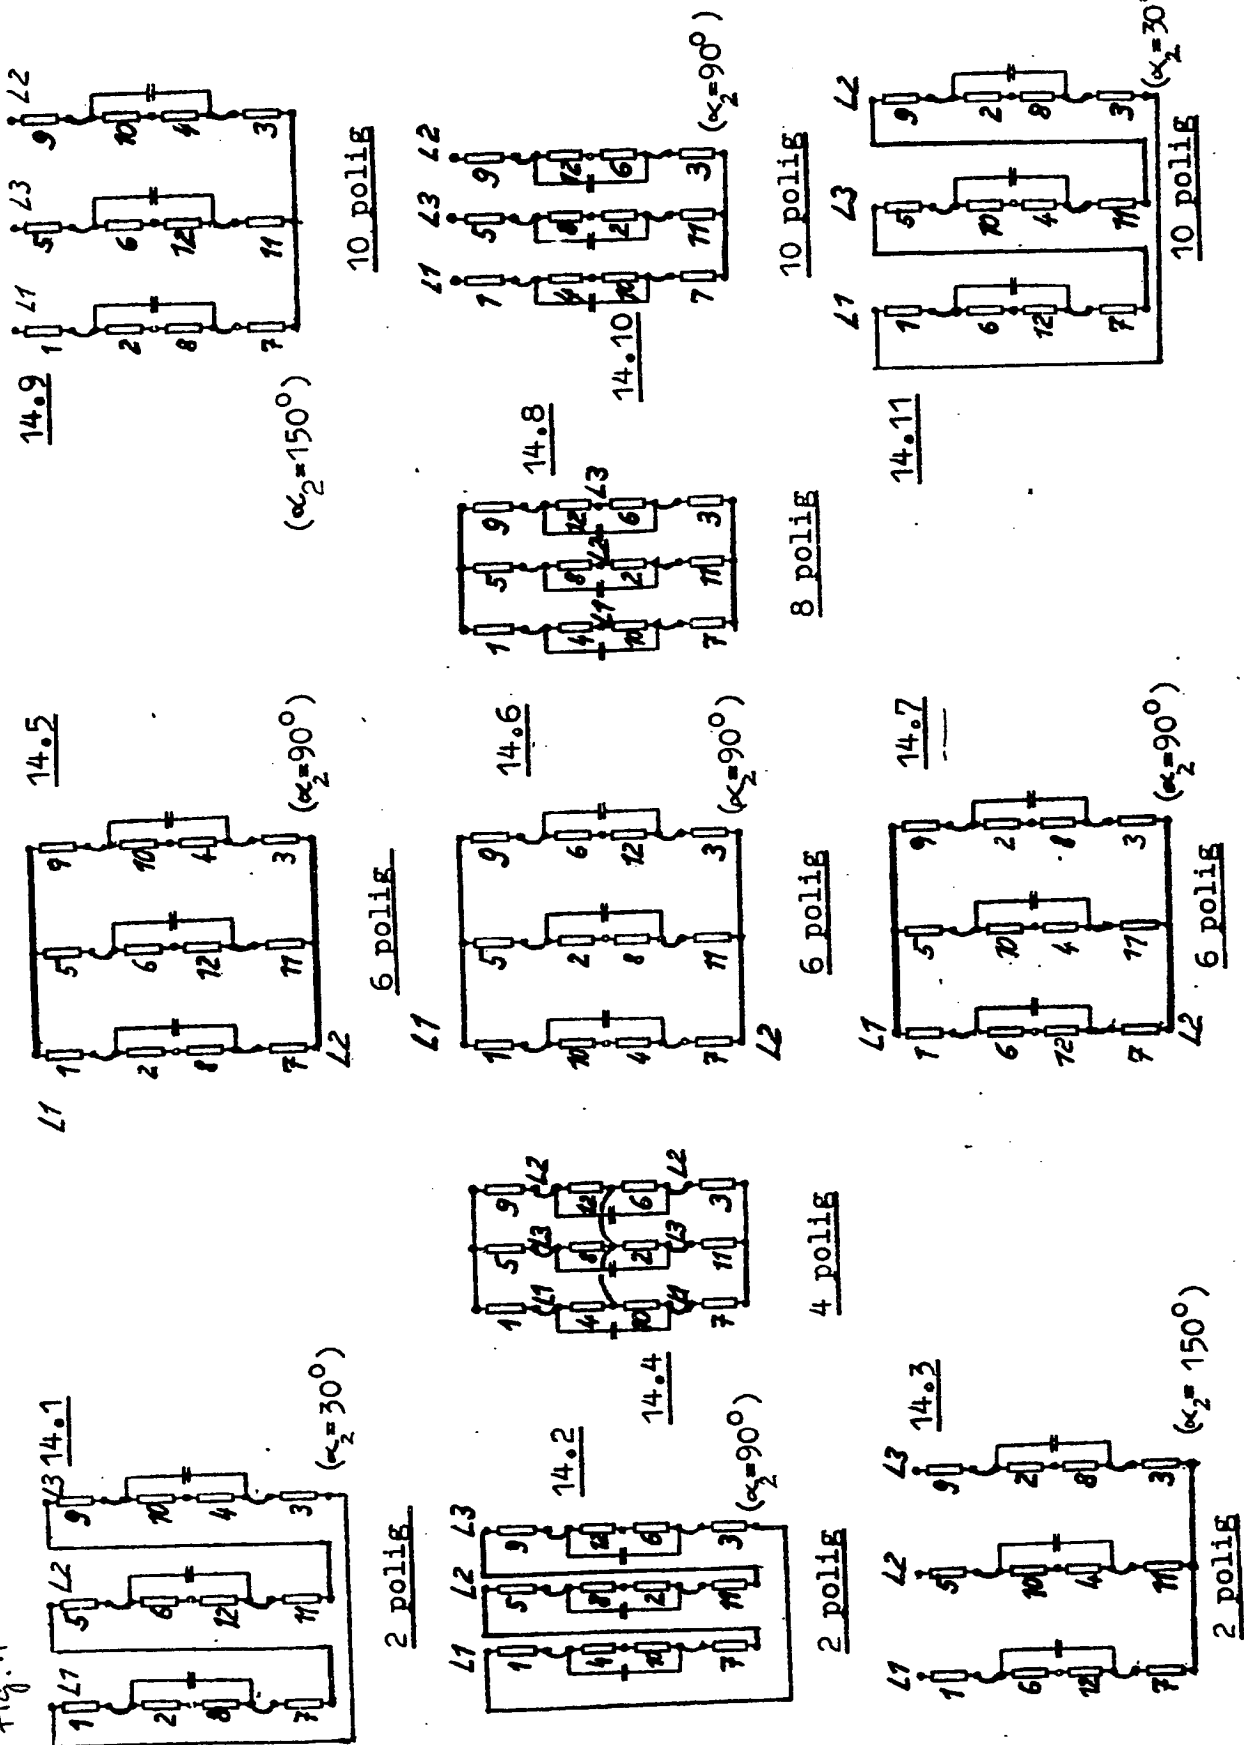 Fig.
14.1
L1 L2 L3
1 5 9
2 6 10
8 12 4
7 11 3
(α₂=30°)
2 polig
14.2
L1 L2 L3
1 5 9
4 8 12
10 2 6
7 11 3
(α₂=90°)
2 polig
14.3
L1 L2 L3
1 5 9
6 10 2
12 4 8
7 11 3
(α₂=150°)
2 polig
14.4
1 5 9
L1 L3 L2
4 8 12
10 2 6
L1 L3 L2
7 11 3
4 polig
14.5
L1
1 5 9
2 6 10
8 12 4
7 11 3
L2
(α₂=90°)
6 polig
14.6
L1
1 5 9
10 2 6
4 8 12
7 11 3
L2
(α₂=90°)
6 polig
14.7
L1
1 5 9
6 10 2
12 4 8
7 11 3
L2
(α₂=90°)
6 polig
14.8
1 5 9
4 8 12
L1 L2 L3
10 2 6
7 11 3
8 polig
14.9
L1 L3 L2
1 5 9
2 6 10
8 12 4
7 11 3
(α₂=150°)
10 polig
14.10
L1 L3 L2
1 5 9
4 8 12
10 2 6
7 11 3
(α₂=90°)
10 polig
14.11
L1 L3 L2
1 5 9
6 10 2
12 4 8
7 11 3
(α₂=30°
10 polig